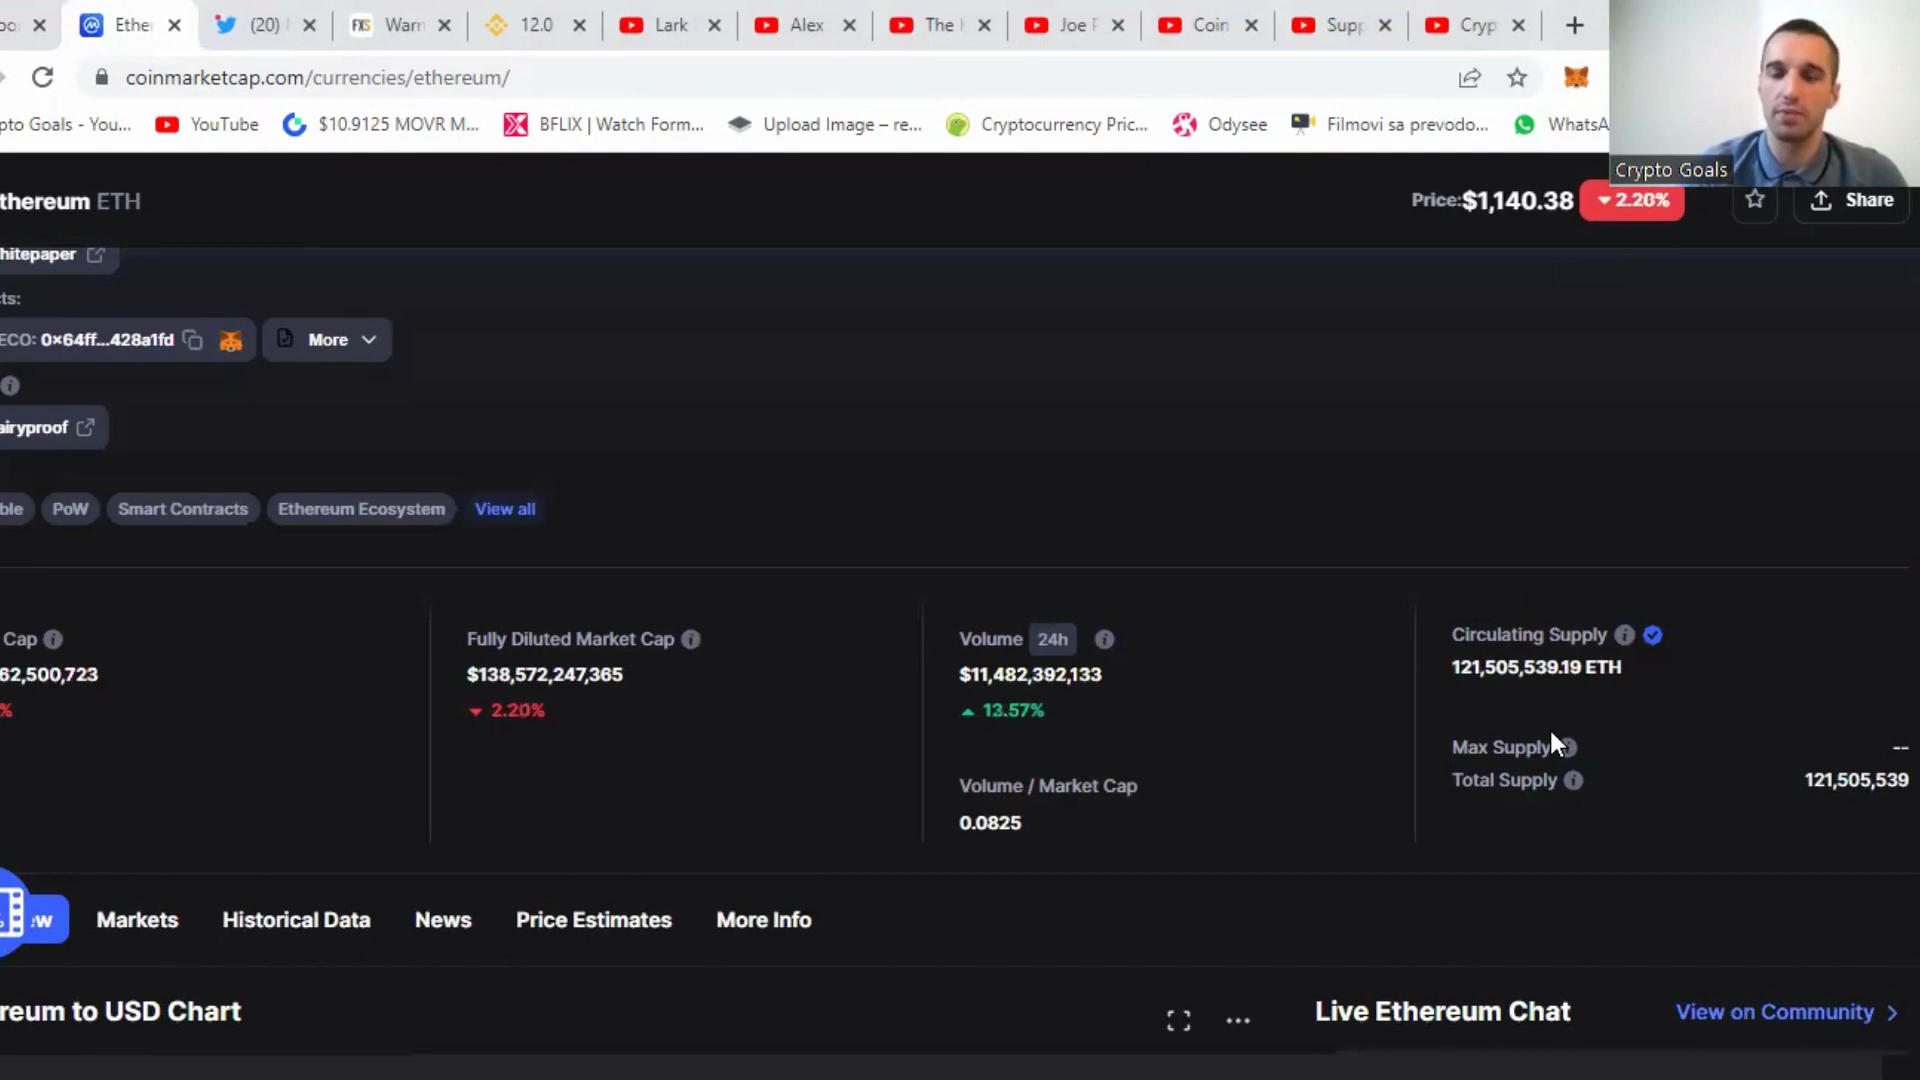 Ether
(20)
FXS
Warn
12.0
Lark
Alex
The
Joe
Coin
Supp
Cryp
coinmarketcap.com/currencies/ethereum/
pto Goals - You...
YouTube
$10.9125 MOVR M...
BFLIX | Watch Form...
Upload Image – re...
Cryptocurrency Pric...
Odysee
Filmovi sa prevodo...
WhatsA
Crypto Goals
thereum ETH
Price:$1,140.38
2.20%
Share
hitepaper
cts:
ECO: 0x64ff...428a1fd
More
airyproof
ble
PoW
Smart Contracts
Ethereum Ecosystem
View all
Cap
62,500,723
%
Fully Diluted Market Cap
$138,572,247,365
2.20%
Volume 24h
$11,482,392,133
13.57%
Volume / Market Cap
0.0825
Circulating Supply
121,505,539.19 ETH
Max Supply
--
Total Supply
121,505,539
ew
Markets
Historical Data
News
Price Estimates
More Info
reum to USD Chart
Live Ethereum Chat
View on Community